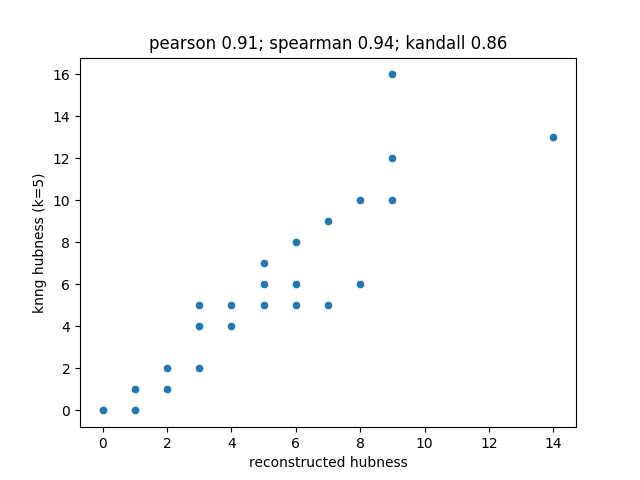 pearson 0.91; spearman 0.94; kandall 0.86
16
14
12
10
8
6
4
2
0
knng hubness (k=5)
0 2 4 6 8 10 12 14
reconstructed hubness